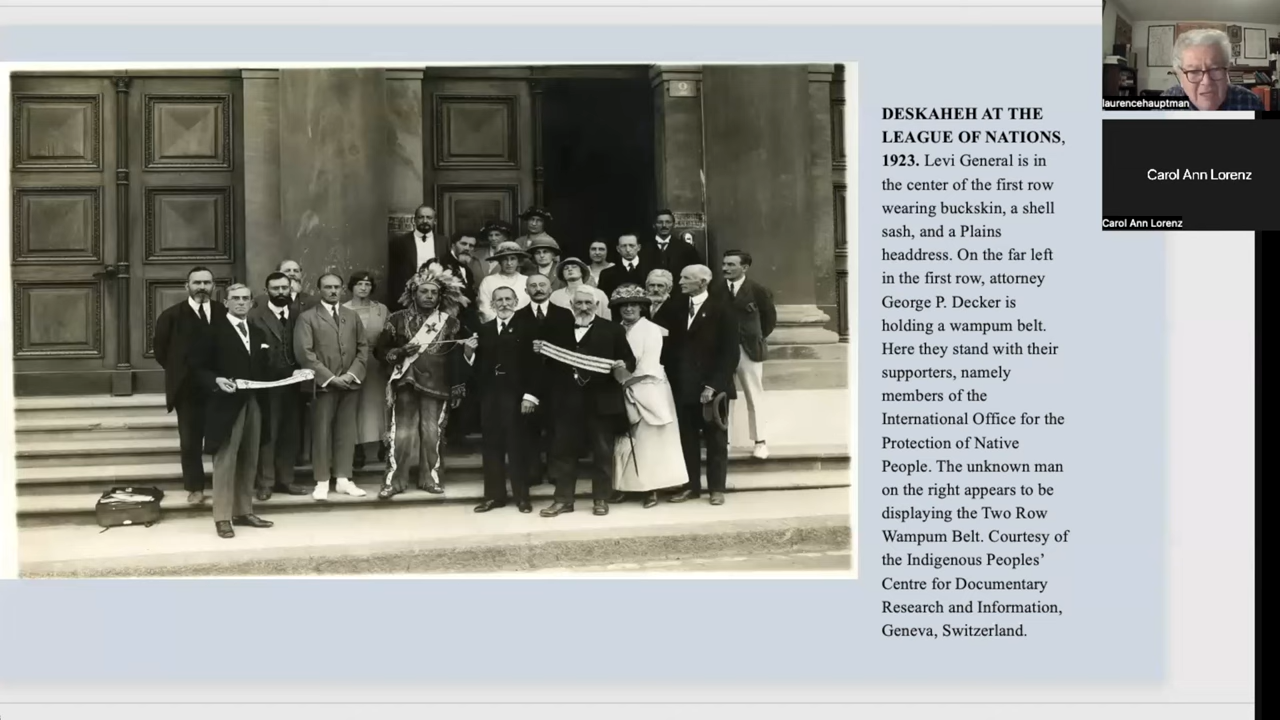 DESKAHEH AT THE
LEAGUE OF NATIONS,
1923. Levi General is in
the center of the first row
wearing buckskin, a shell
sash, and a Plains
headdress. On the far left
in the first row, attorney
George P. Decker is
holding a wampum belt.
Here they stand with their
supporters, namely
members of the
International Office for the
Protection of Native
People. The unknown man
on the right appears to be
displaying the Two Row
Wampum Belt. Courtesy of
the Indigenous Peoples’
Centre for Documentary
Research and Information,
Geneva, Switzerland.
laurencehauptman
Carol Ann Lorenz
Carol Ann Lorenz
2